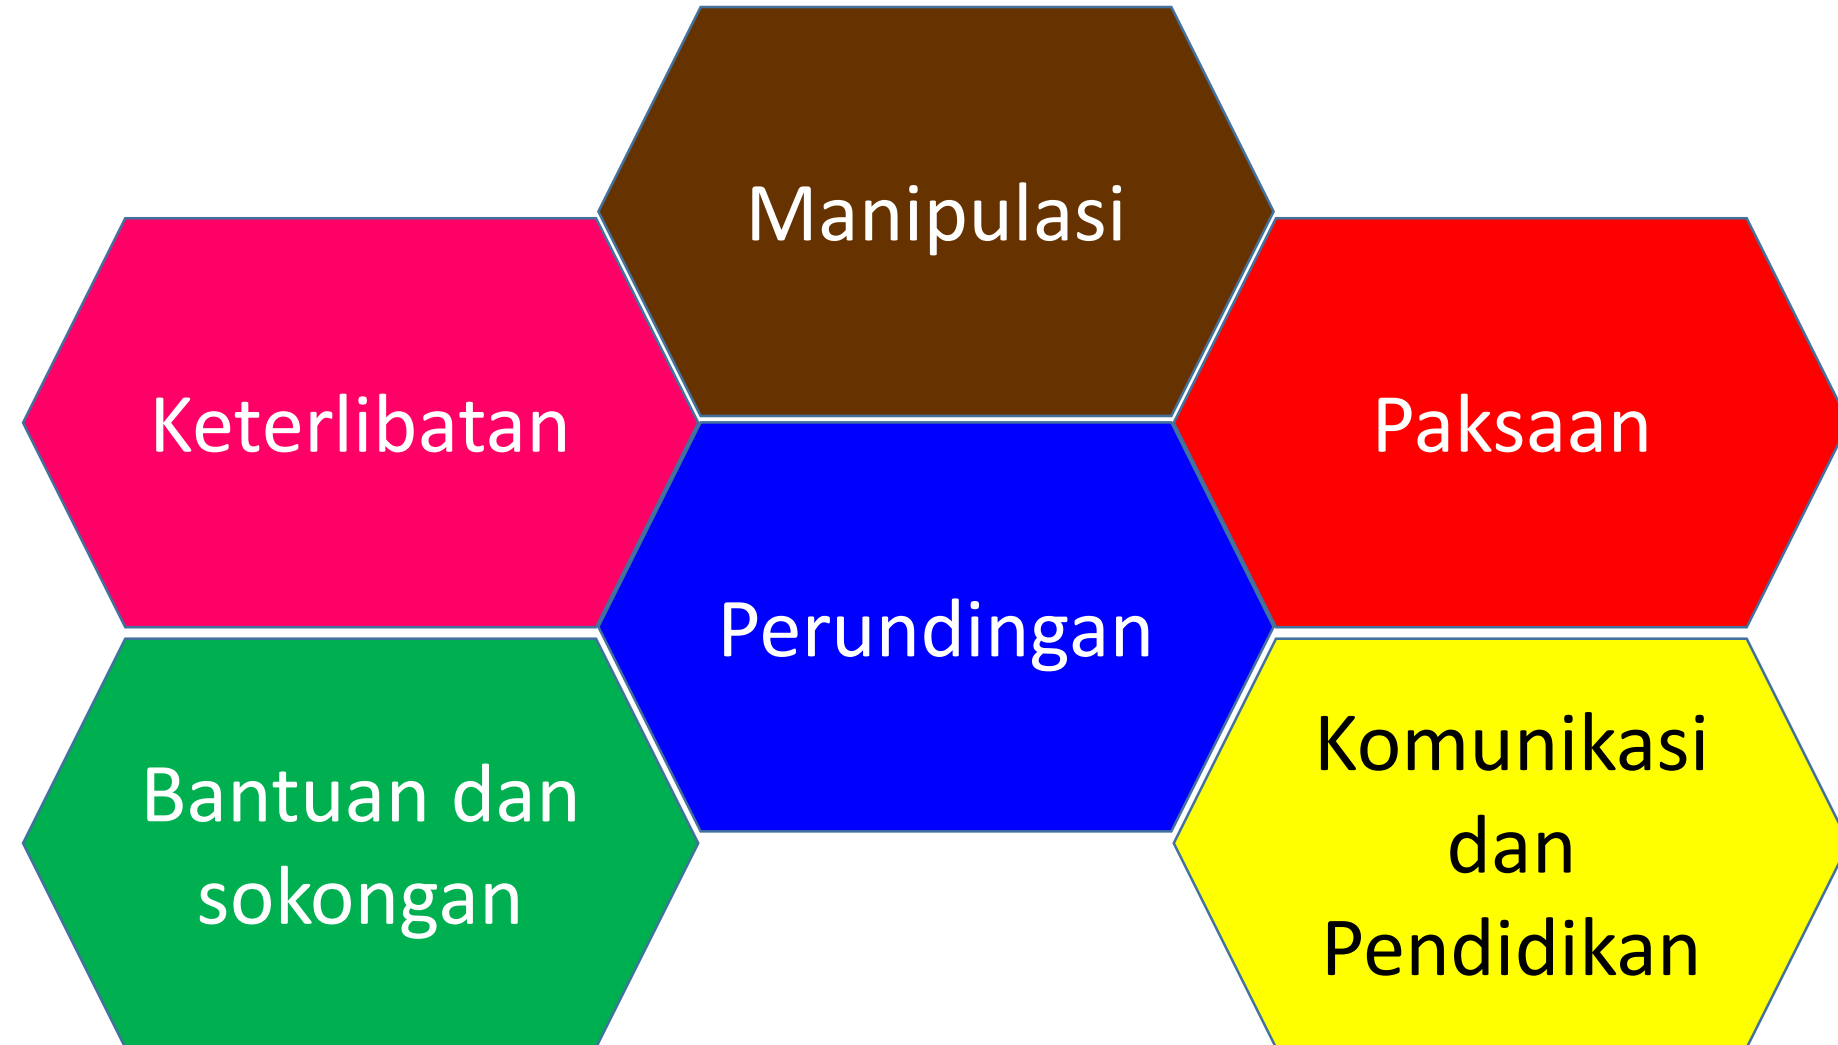 Manipulasi
Keterlibatan
Paksaan
Perundingan
Bantuan dan
sokongan
Komunikasi
dan
Pendidikan